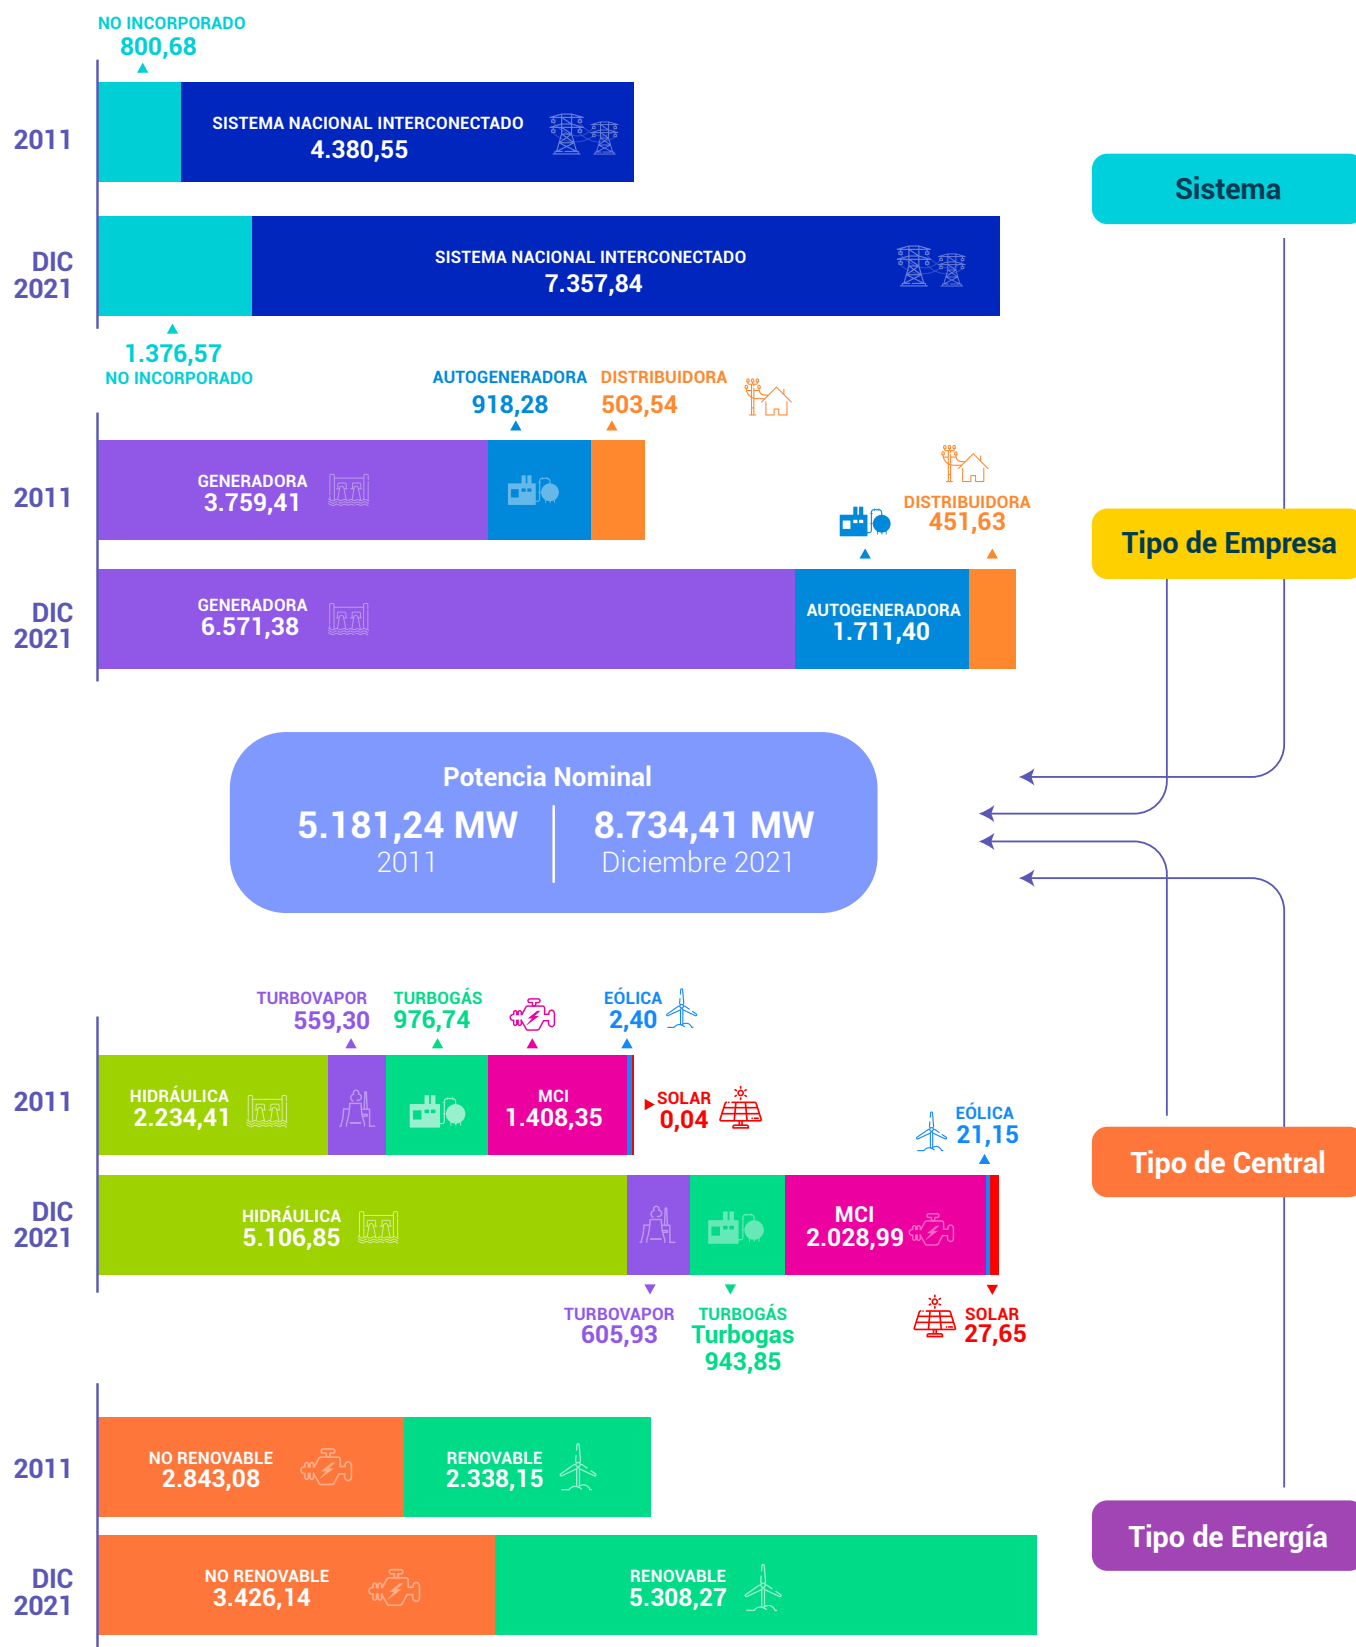 NO INCORPORADO
800,68
2011
SISTEMA NACIONAL INTERCONECTADO
4.380,55
Sistema
DIC
2021
SISTEMA NACIONAL INTERCONECTADO
7.357,84
1.376,57
NO INCORPORADO
AUTOGENERADORA
918,28
DISTRIBUIDORA
503,54
2011
GENERADORA
3.759,41
DISTRIBUIDORA
451,63
Tipo de Empresa
DIC
2021
GENERADORA
6.571,38
AUTOGENERADORA
1.711,40
Potencia Nominal
5.181,24 MW
2011
8.734,41 MW
Diciembre 2021
TURBOVAPOR
559,30
TURBOGÁS
976,74
EÓLICA
2,40
2011
HIDRÁULICA
2.234,41
MCI
1.408,35
SOLAR
0,04
EÓLICA
21,15
Tipo de Central
DIC
2021
HIDRÁULICA
5.106,85
MCI
2.028,99
TURBOVAPOR
605,93
TURBOGÁS
Turbogas
943,85
SOLAR
27,65
2011
NO RENOVABLE
2.843,08
RENOVABLE
2.338,15
Tipo de Energía
DIC
2021
NO RENOVABLE
3.426,14
RENOVABLE
5.308,27